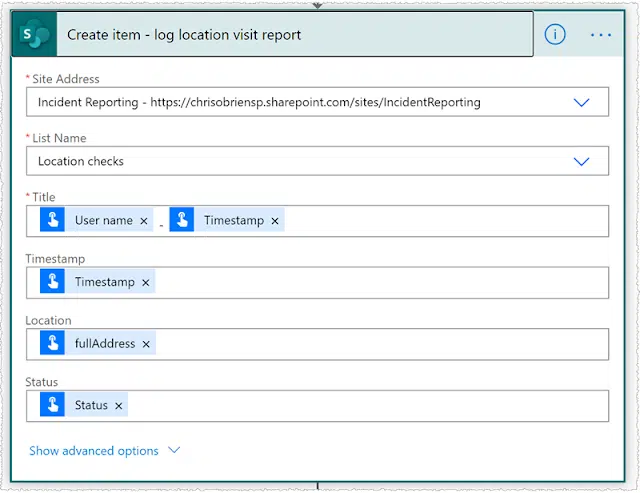 S Create item - log location visit report
* Site Address
Incident Reporting - https://chrisobriensp.sharepoint.com/sites/IncidentReporting
* List Name
Location checks
* Title
User name × - Timestamp ×
Timestamp
Timestamp ×
Location
fullAddress ×
Status
Status ×
Show advanced options